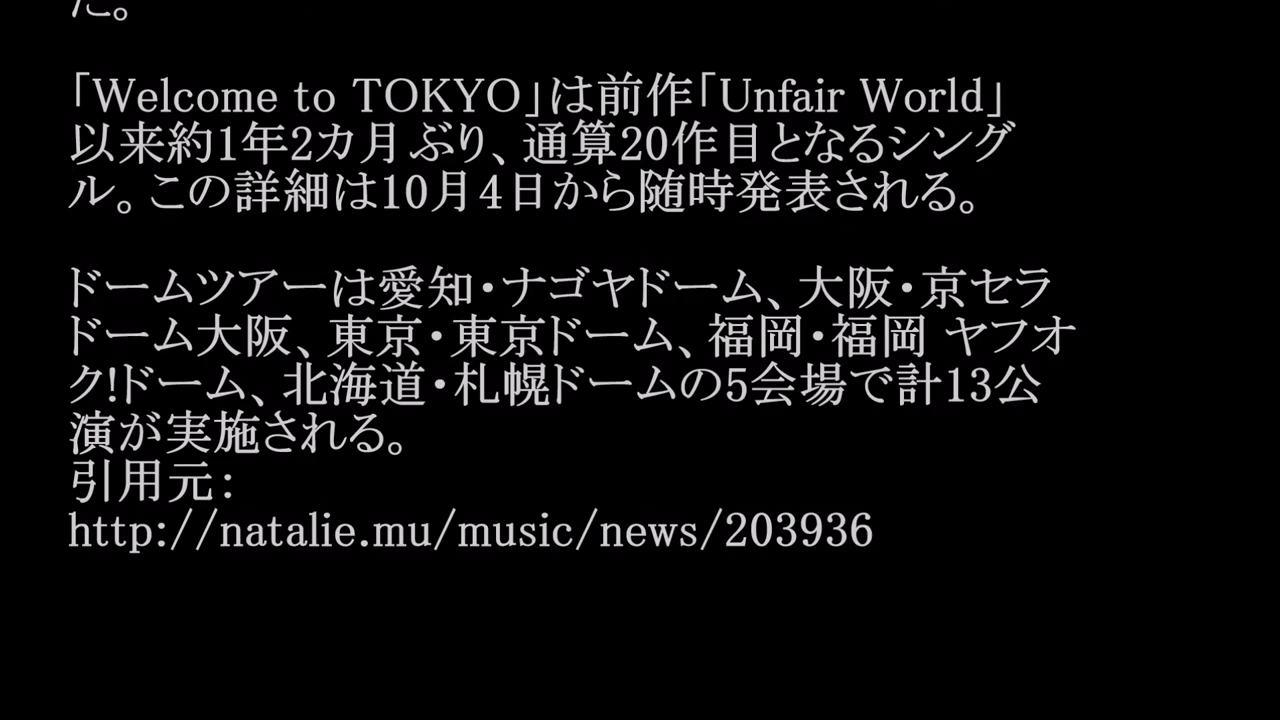 た。
「Welcome to TOKYO」は前作「Unfair World」
以来約1年2カ月ぶり、通算20作目となるシング
ル。この詳細は10月4日から随時発表される。
ドームツアーは愛知・ナゴヤドーム、大阪・京セラ
ドーム大阪、東京・東京ドーム、福岡・福岡 ヤフオ
ク!ドーム、北海道・札幌ドームの5会場で計13公
演が実施される。
引用元：
http://natalie.mu/music/news/203936